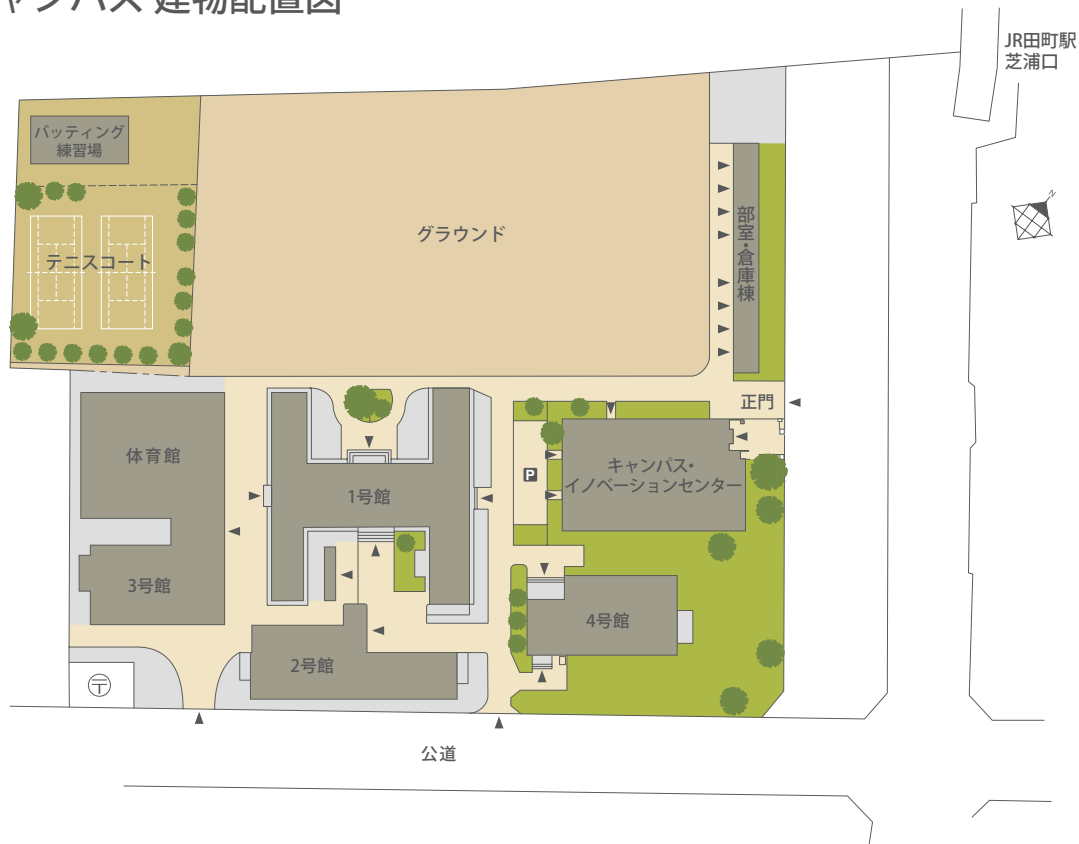 ャンパス 建物配置図
JR田町駅
芝浦口
バッティング
練習場
N
部室・倉庫棟
グラウンド
テニスコート
正門
体育館
キャンパス・
イノベーションセンター
P
1号館
3号館
4号館
2号館
〒
公道